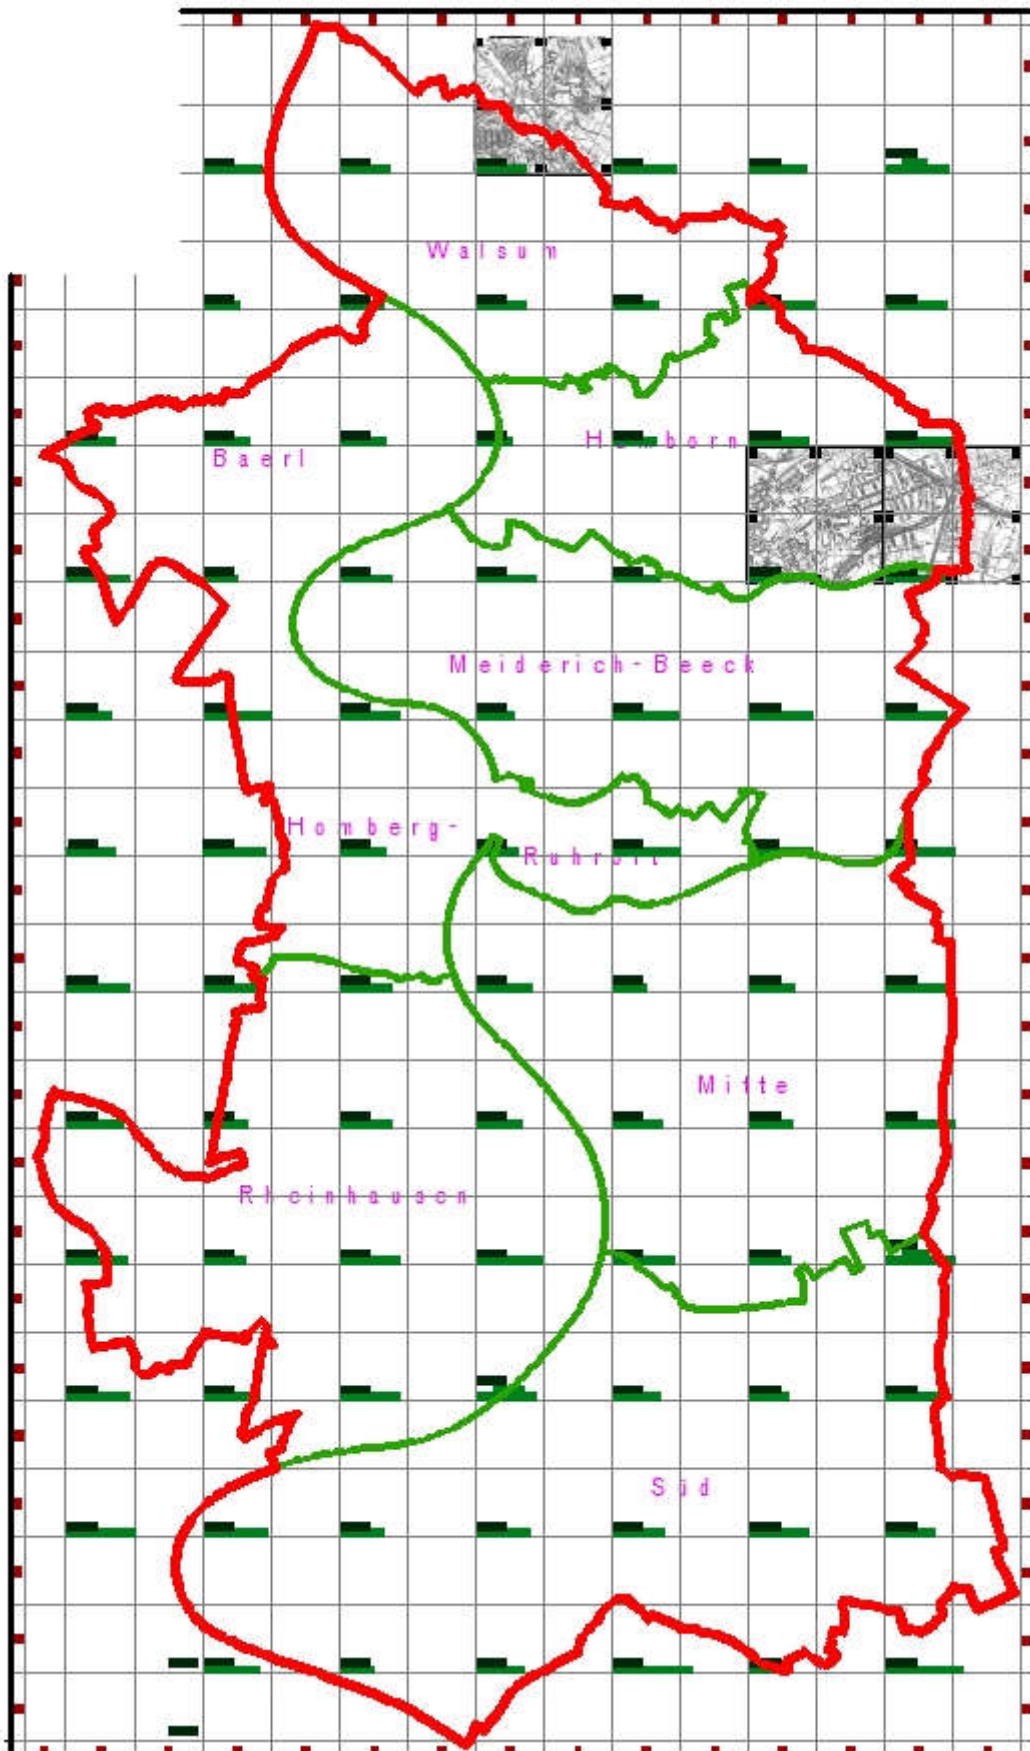 Walsum
Baerl
Hamborn
Meiderich-Beeck
Homberg-
Ruhrort
Mitte
Rheinhausen
Süd